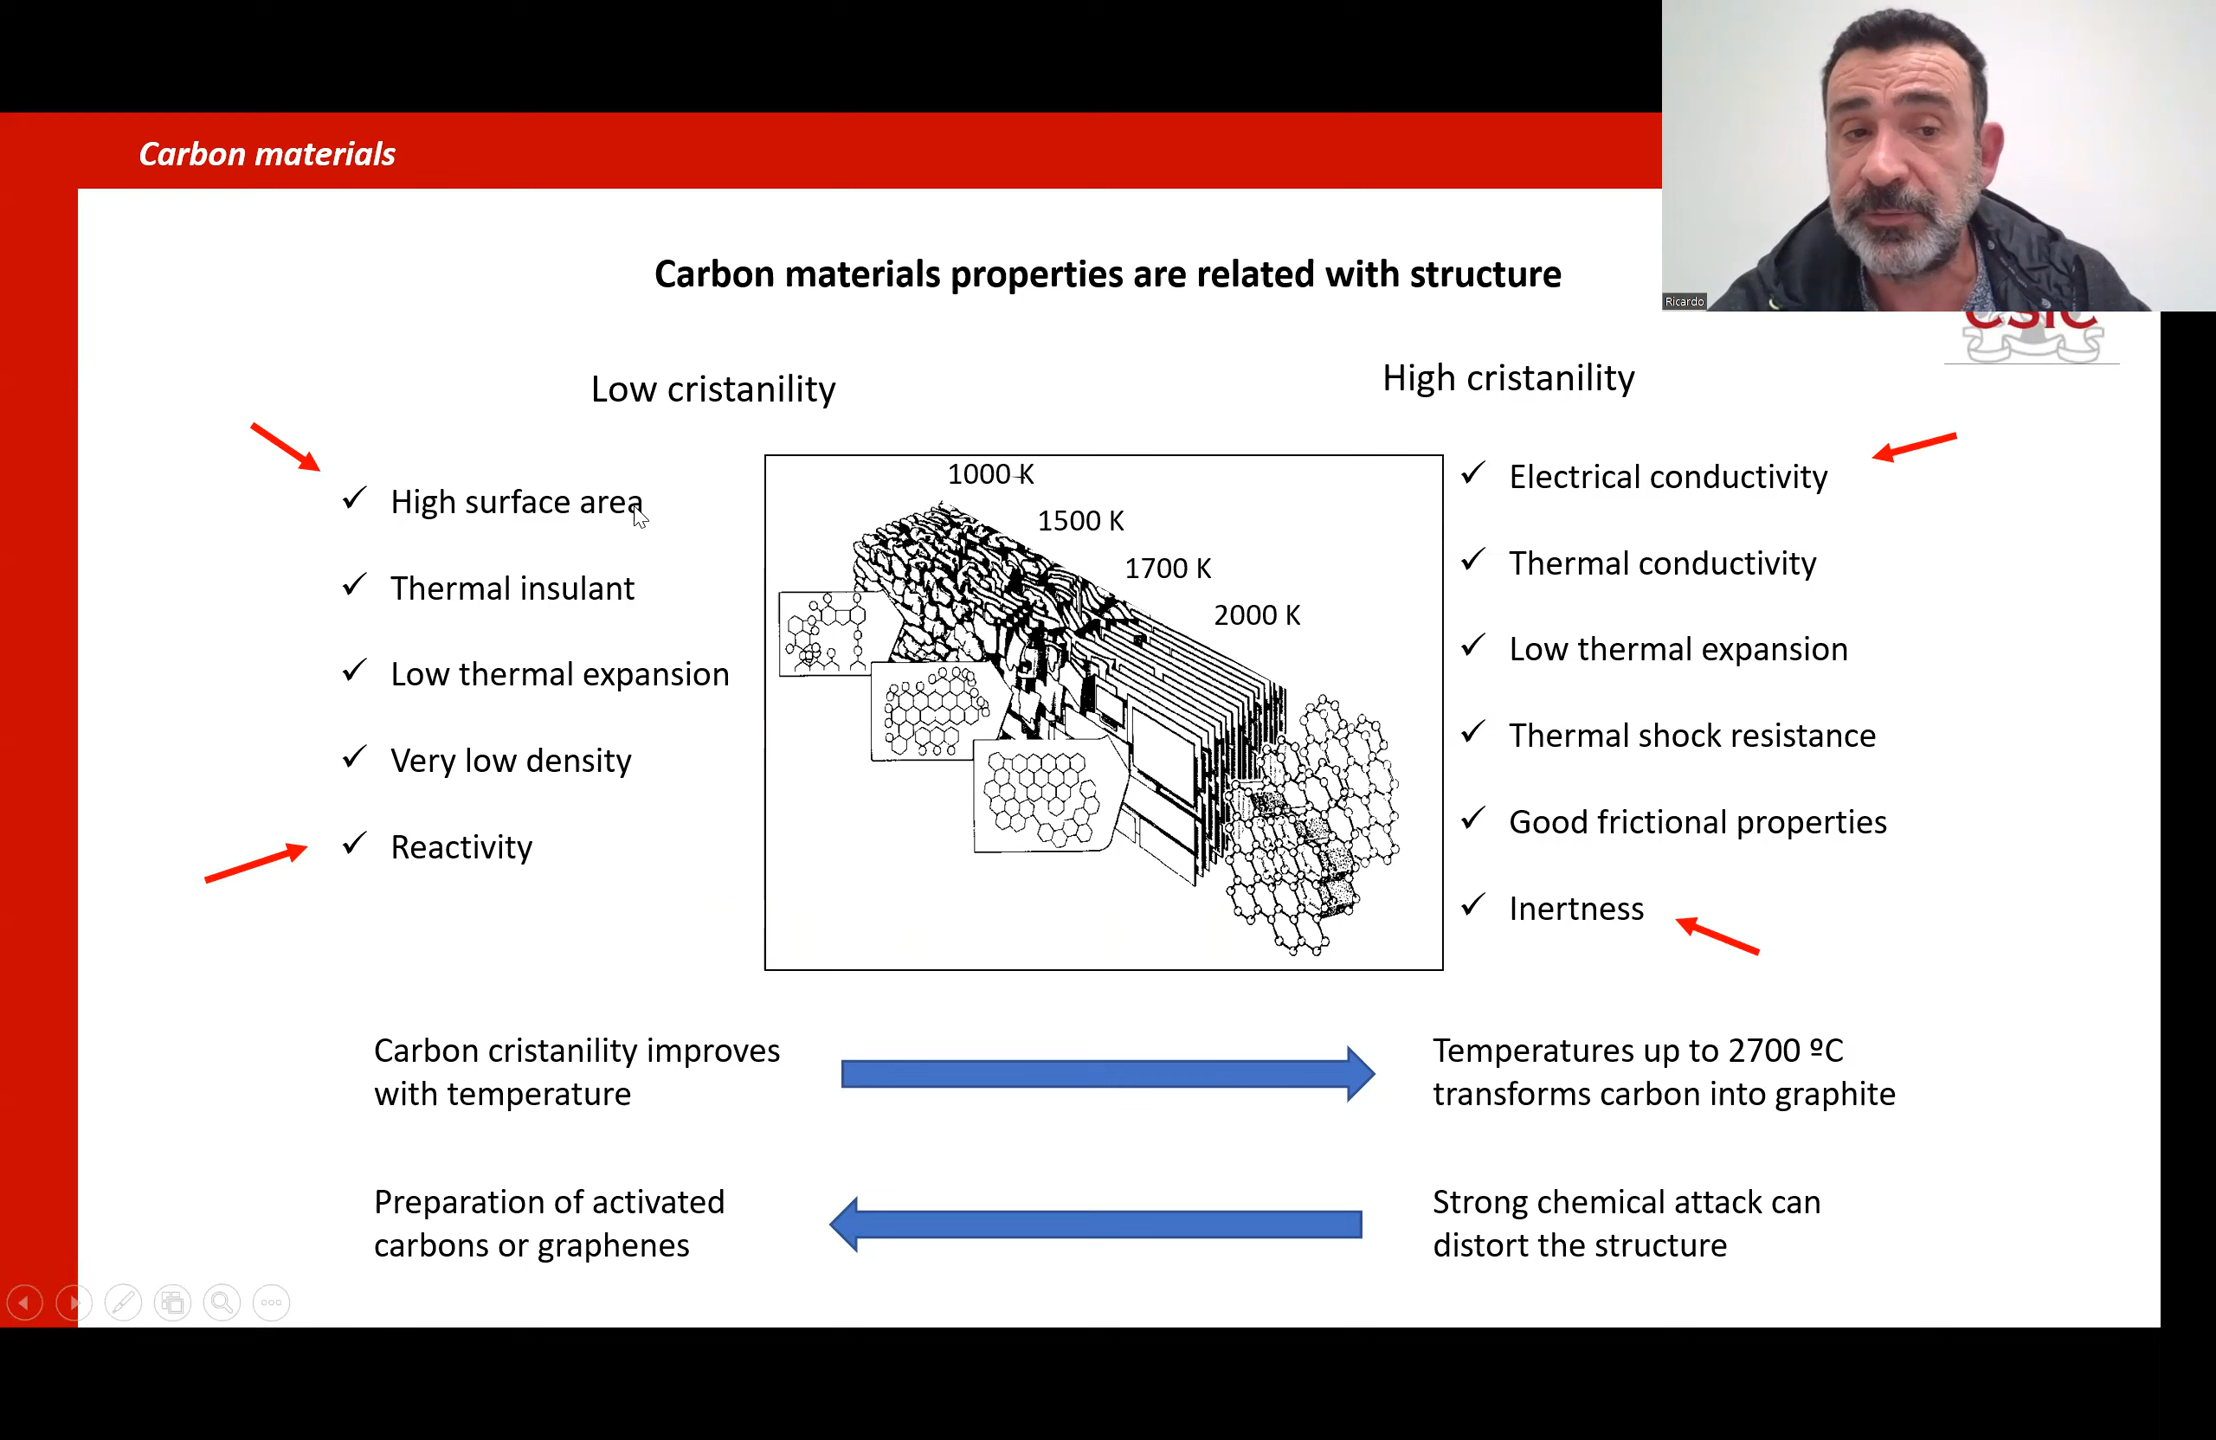 Carbon materials
Ricardo
CSIC
Carbon materials properties are related with structure
Low cristanility
High surface area
Thermal insulant
Low thermal expansion
Very low density
Reactivity
1000 K
1500 K
1700 K
2000 K
High cristanility
Electrical conductivity
Thermal conductivity
Low thermal expansion
Thermal shock resistance
Good frictional properties
Inertness
Carbon cristanility improves
with temperature
Temperatures up to 2700 ºC
transforms carbon into graphite
Preparation of activated
carbons or graphenes
Strong chemical attack can
distort the structure